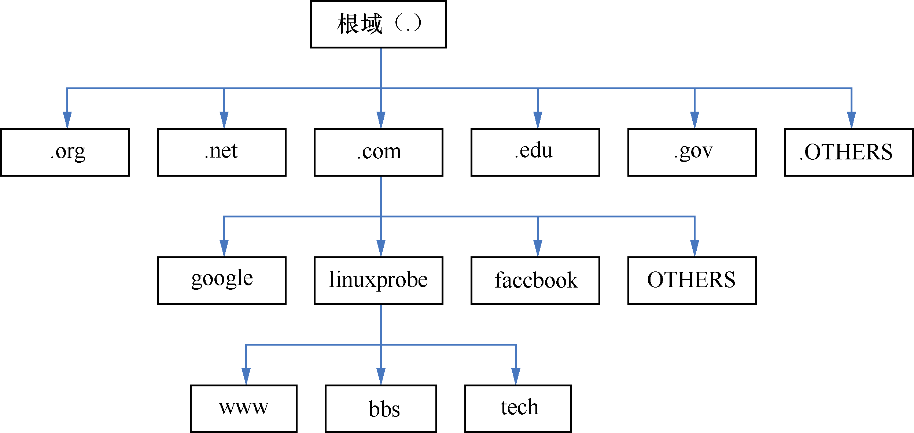 根域（.）
.org
.net
.com
.edu
.gov
.OTHERS
google
linuxprobe
faccbook
OTHERS
www
bbs
tech